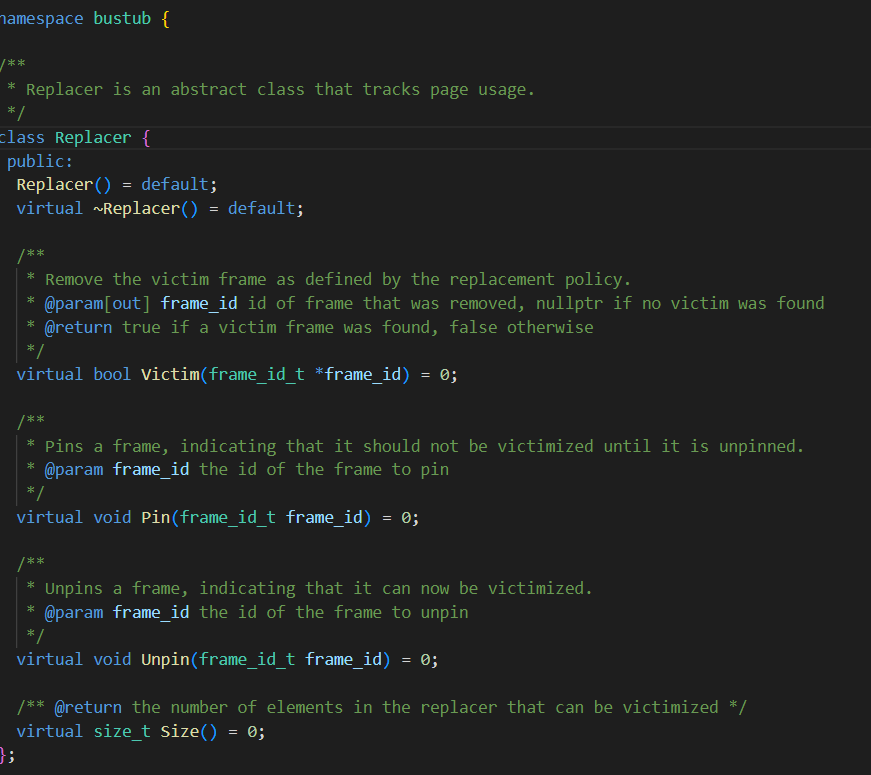 namespace bustub {
/**
 * Replacer is an abstract class that tracks page usage.
 */
class Replacer {
 public:
  Replacer() = default;
  virtual ~Replacer() = default;
  /**
   * Remove the victim frame as defined by the replacement policy.
   * @param[out] frame_id id of frame that was removed, nullptr if no victim was found
   * @return true if a victim frame was found, false otherwise
   */
  virtual bool Victim(frame_id_t *frame_id) = 0;
  /**
   * Pins a frame, indicating that it should not be victimized until it is unpinned.
   * @param frame_id the id of the frame to pin
   */
  virtual void Pin(frame_id_t frame_id) = 0;
  /**
   * Unpins a frame, indicating that it can now be victimized.
   * @param frame_id the id of the frame to unpin
   */
  virtual void Unpin(frame_id_t frame_id) = 0;
  /** @return the number of elements in the replacer that can be victimized */
  virtual size_t Size() = 0;
};